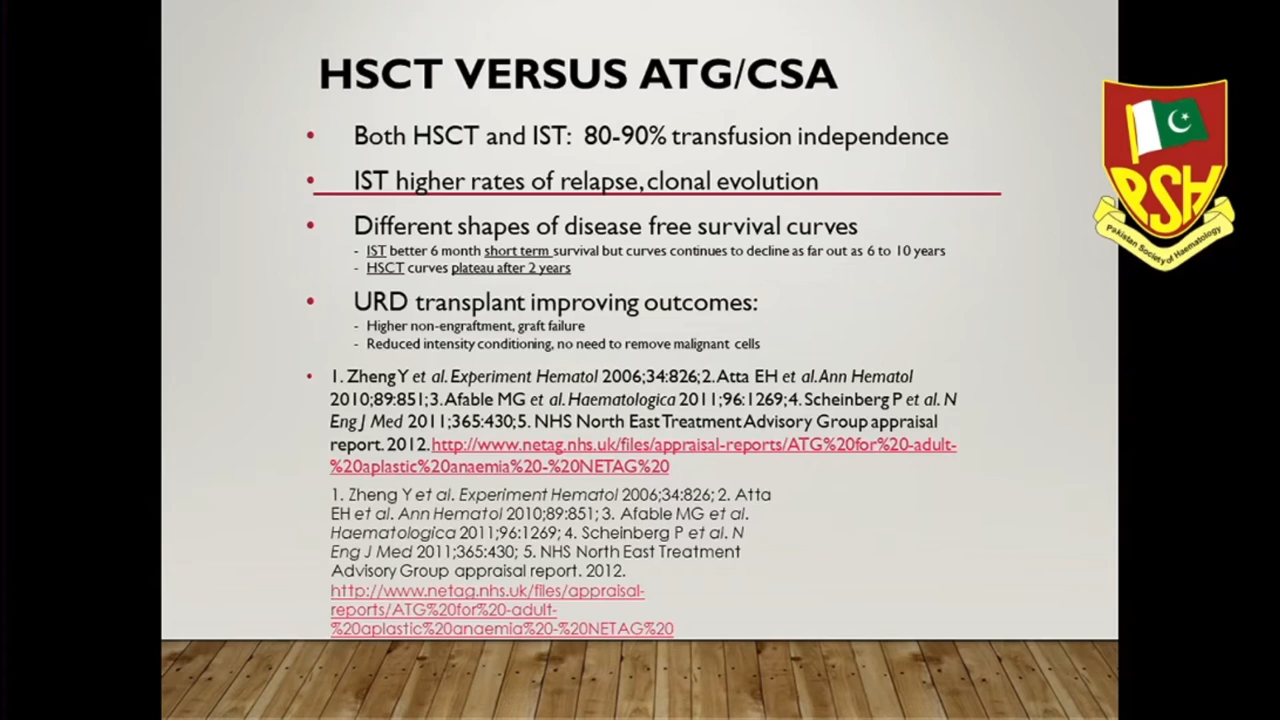 HSCT VERSUS ATG/CSA
• Both HSCT and IST: 80-90% transfusion independence
• IST higher rates of relapse, clonal evolution
• Different shapes of disease free survival curves
- IST better 6 month short term survival but curves continues to decline as far out as 6 to 10 years
- HSCT curves plateau after 2 years
• URD transplant improving outcomes:
- Higher non-engraftment, graft failure
- Reduced intensity conditioning, no need to remove malignant cells
• 1. Zheng Y et al. Experiment Hematol 2006;34:826; 2. Atta EH et al. Ann Hematol
2010;89:851; 3. Afable MG et al. Haematologica 2011;96:1269; 4. Scheinberg P et al. N
Eng J Med 2011;365:430; 5. NHS North East Treatment Advisory Group appraisal
report. 2012. http://www.netag.nhs.uk/files/appraisal-reports/ATG%20for%20-adult-
%20aplastic%20anaemia%20-%20NETAG%20
1. Zheng Y et al. Experiment Hematol 2006;34:826; 2. Atta
EH et al. Ann Hematol 2010;89:851; 3. Afable MG et al.
Haematologica 2011;96:1269; 4. Scheinberg P et al. N
Eng J Med 2011;365:430; 5. NHS North East Treatment
Advisory Group appraisal report. 2012.
http://www.netag.nhs.uk/files/appraisal-
reports/ATG%20for%20-adult-
%20aplastic%20anaemia%20-%20NETAG%20
PSH
Pakistan Society of Haematology